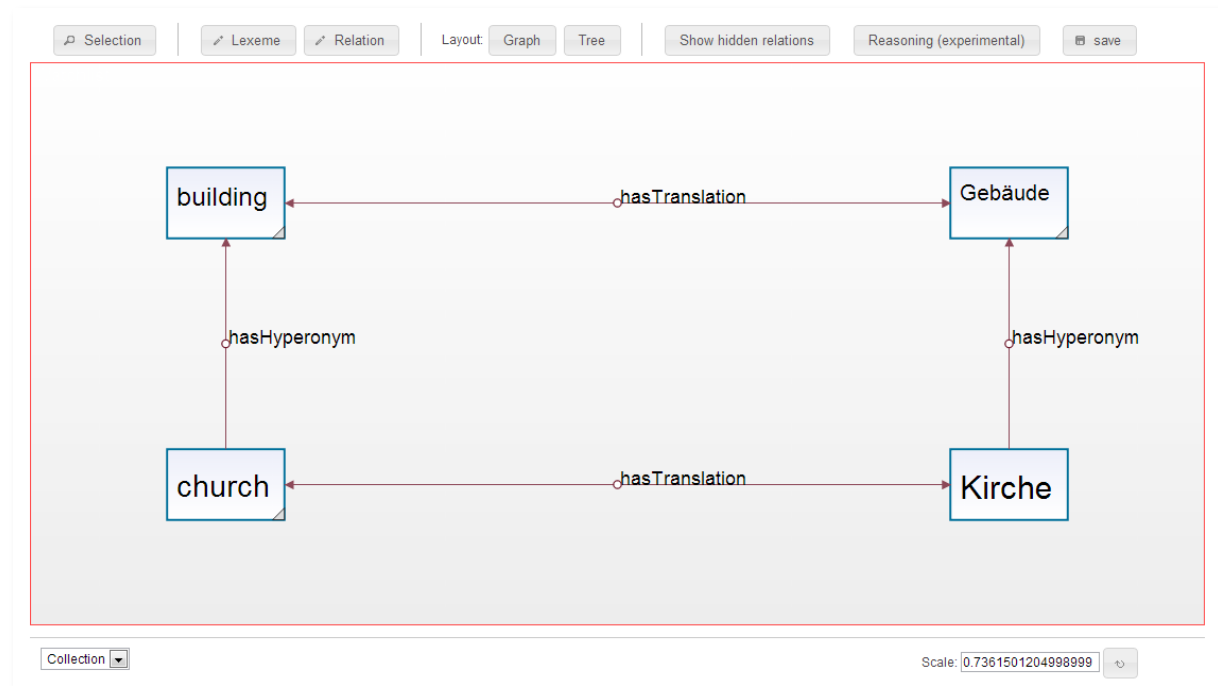 Selection Lexeme Relation Layout: Graph Tree Show hidden relations Reasoning (experimental) save
building hasTranslation Gebäude
hasHyperonym hasHyperonym
church hasTranslation Kirche
Collection Scale: 0.7361501204998999